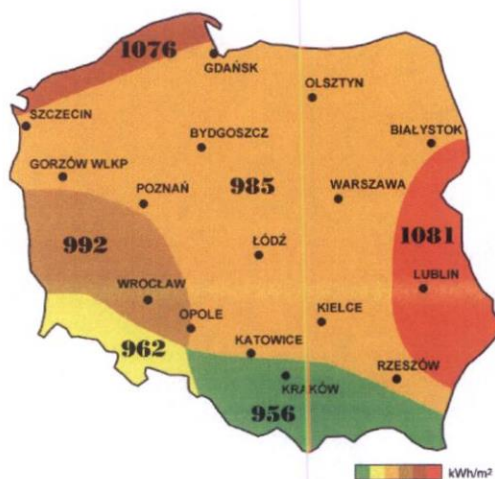 1076
GDAŃSK
OLSZTYN
SZCZECIN
BYDGOSZCZ
BIAŁYSTOK
GORZÓW WLKP
985
WARSZAWA
POZNAŃ
1081
992
ŁÓDŹ
LUBLIN
WROCŁAW
OPOLE
KIELCE
962
KATOWICE
RZESZÓW
KRAKÓW
956
kWh/m²